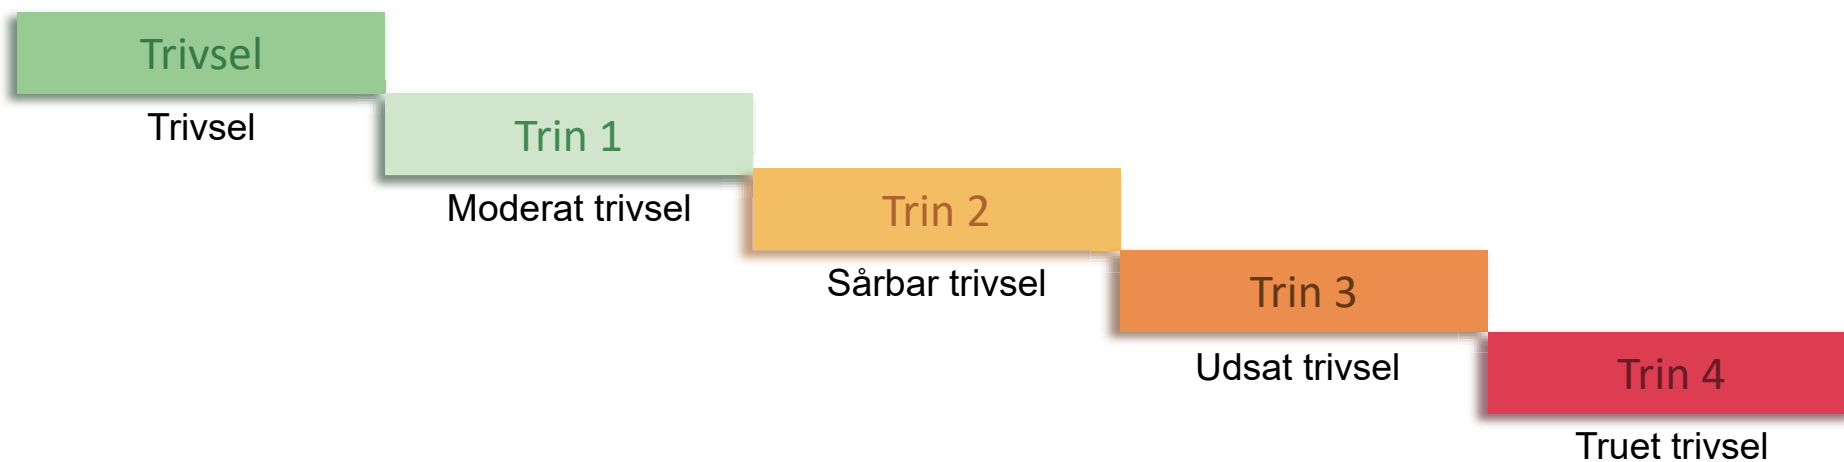 Trivsel
Trivsel
Trin 1
Moderat trivsel
Trin 2
Sårbar trivsel
Trin 3
Udsat trivsel
Trin 4
Truet trivsel